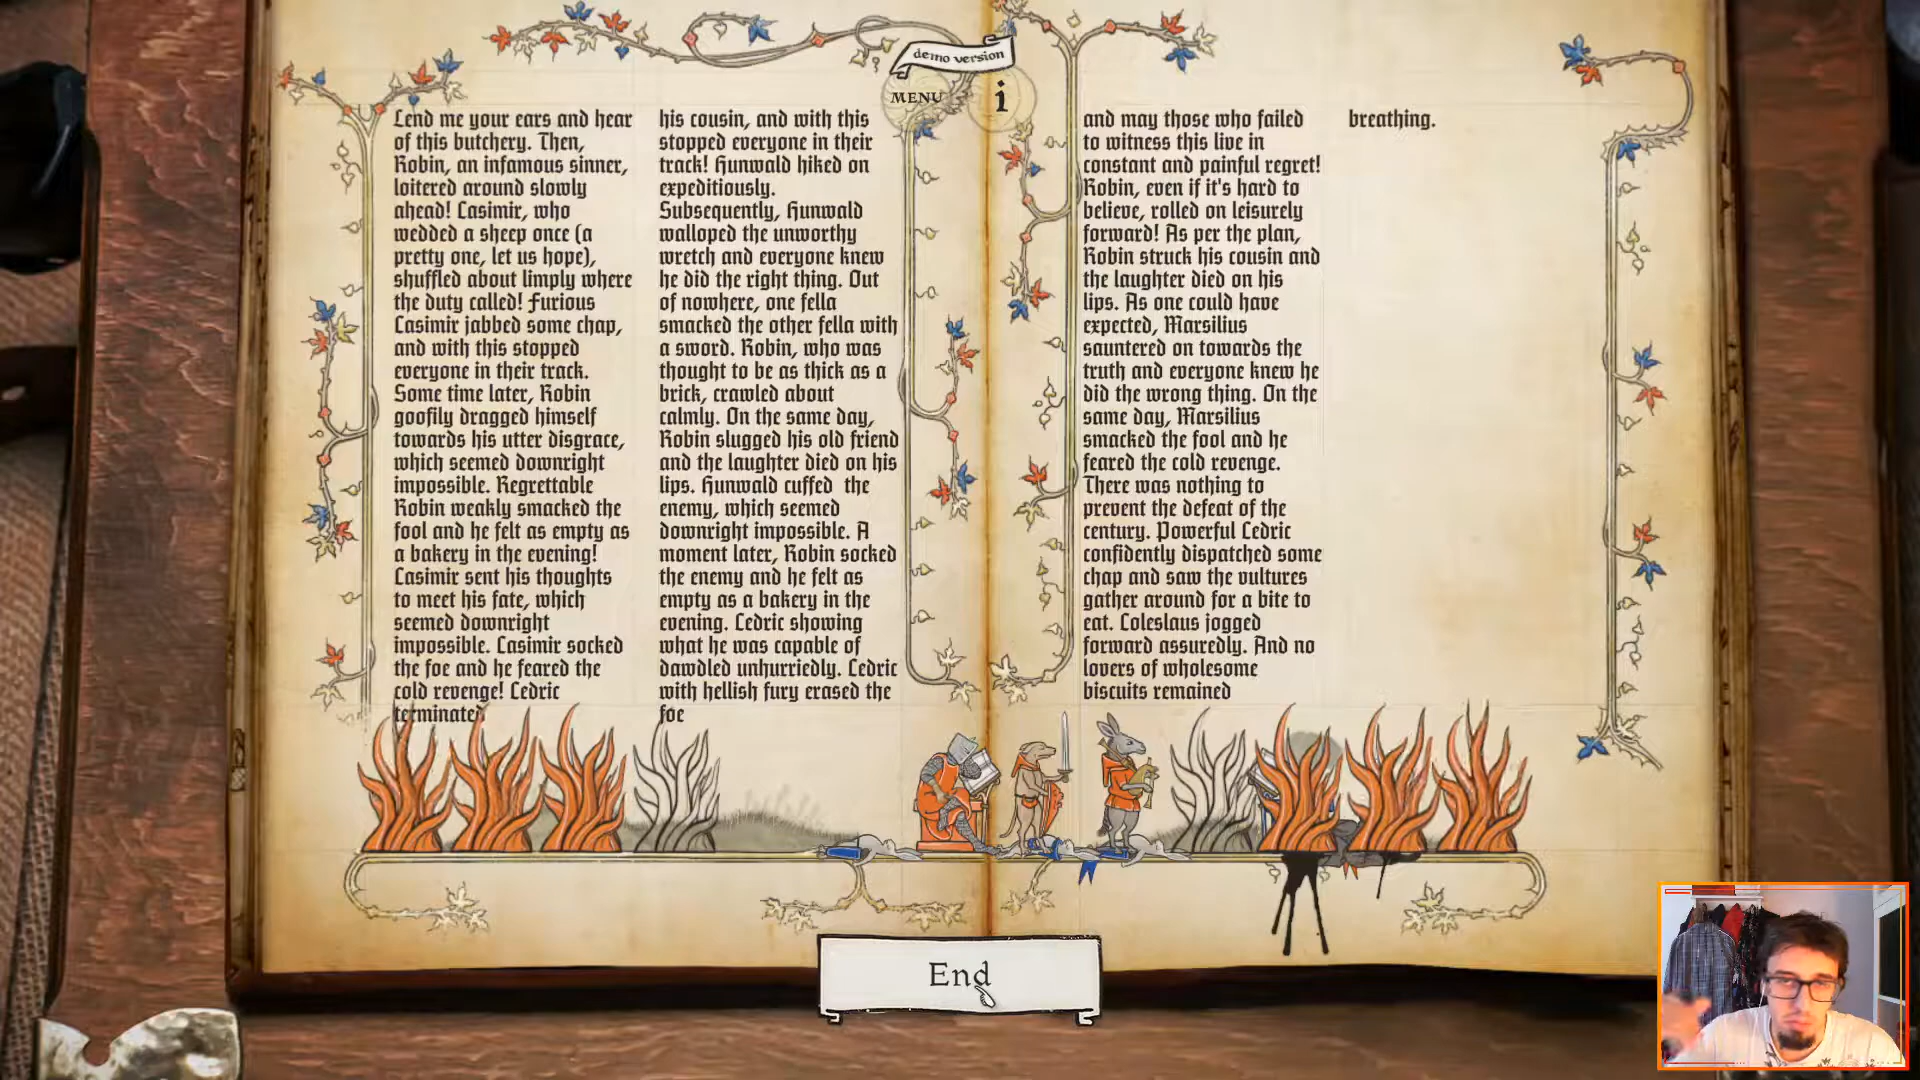 demo version
MENU
i
Lend me your ears and hear
of this butchery. Then,
Robin, an infamous sinner,
loitered around slowly
ahead! Casimir, who
wedded a sheep once (a
pretty one, let us hope),
shuffled about limply where
the duty called! Furious
Casimir jabbed some chap,
and with this stopped
everyone in their track.
Some time later, Robin
goofily dragged himself
towards his utter disgrace,
which seemed downright
impossible. Regrettable
Robin weakly smacked the
fool and he felt as empty as
a bakery in the evening!
Casimir sent his thoughts
to meet his fate, which
seemed downright
impossible. Casimir socked
the foe and he feared the
cold revenge! Cedric
terminated
his cousin, and with this
stopped everyone in their
track! Hunwald hiked on
expeditiously.
Subsequently, Hunwald
walloped the unworthy
wretch and everyone knew
he did the right thing. Out
of nowhere, one fella
smacked the other fella with
a sword. Robin, who was
thought to be as thick as a
brick, crawled about
calmly. On the same day,
Robin slugged his old friend
and the laughter died on his
lips. Hunwald cuffed the
enemy, which seemed
downright impossible. A
moment later, Robin socked
the enemy and he felt as
empty as a bakery in the
evening. Cedric showing
what he was capable of
dawdled unhurriedly. Cedric
with hellish fury erased the
foe
and may those who failed
to witness this live in
constant and painful regret!
Robin, even if it's hard to
believe, rolled on leisurely
forward! As per the plan,
Robin struck his cousin and
the laughter died on his
lips. As one could have
expected, Marsilius
sauntered on towards the
truth and everyone knew he
did the wrong thing. On the
same day, Marsilius
smacked the fool and he
feared the cold revenge.
There was nothing to
prevent the defeat of the
century. Powerful Cedric
confidently dispatched some
chap and saw the vultures
gather around for a bite to
eat. Coleslaus jogged
forward assuredly. And no
lovers of wholesome
biscuits remained
breathing.
End